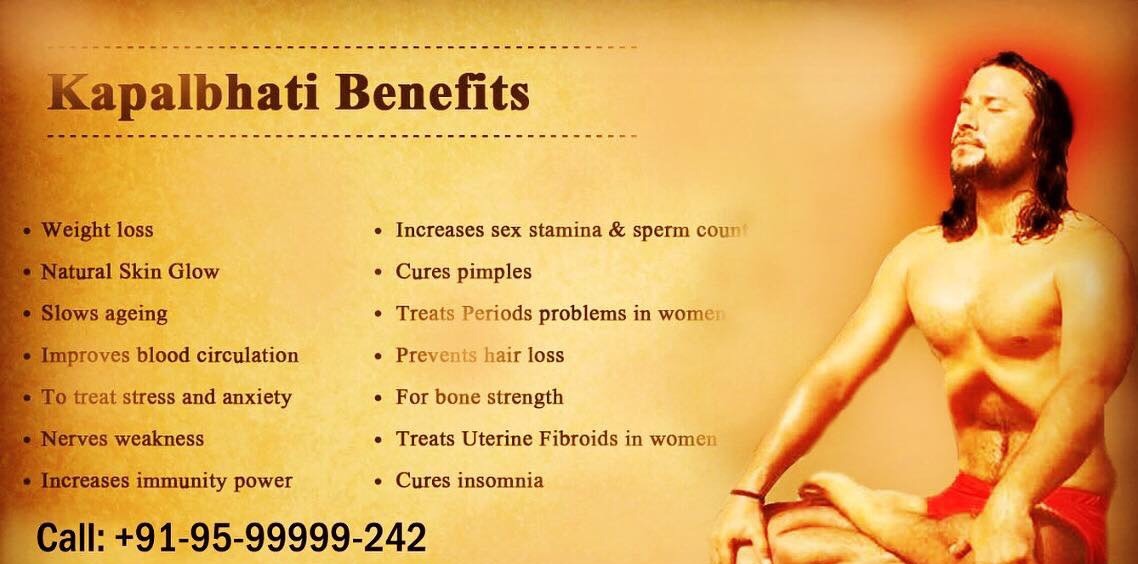 Kapalbhati Benefits
• Weight loss
• Natural Skin Glow
• Slows ageing
• Improves blood circulation
• To treat stress and anxiety
• Nerves weakness
• Increases immunity power
• Increases sex stamina & sperm count
• Cures pimples
• Treats Periods problems in women
• Prevents hair loss
• For bone strength
• Treats Uterine Fibroids in women
• Cures insomnia
Call: +91-95-99999-242